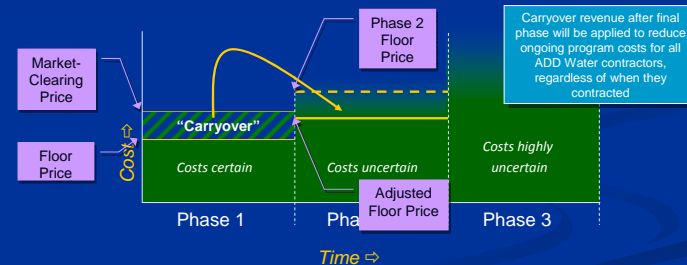 Phase 2
Floor
Price
Carryover revenue after final
phase will be applied to reduce
ongoing program costs for all
ADD Water contractors,
regardless of when they
contracted
Market-
Clearing
Price
"Carryover"
Floor
Price
Cost ⇨
Costs certain
Costs uncertain
Costs highly
uncertain
Adjusted
Floor Price
Phase 1
Pha
Phase 3
Time ⇨